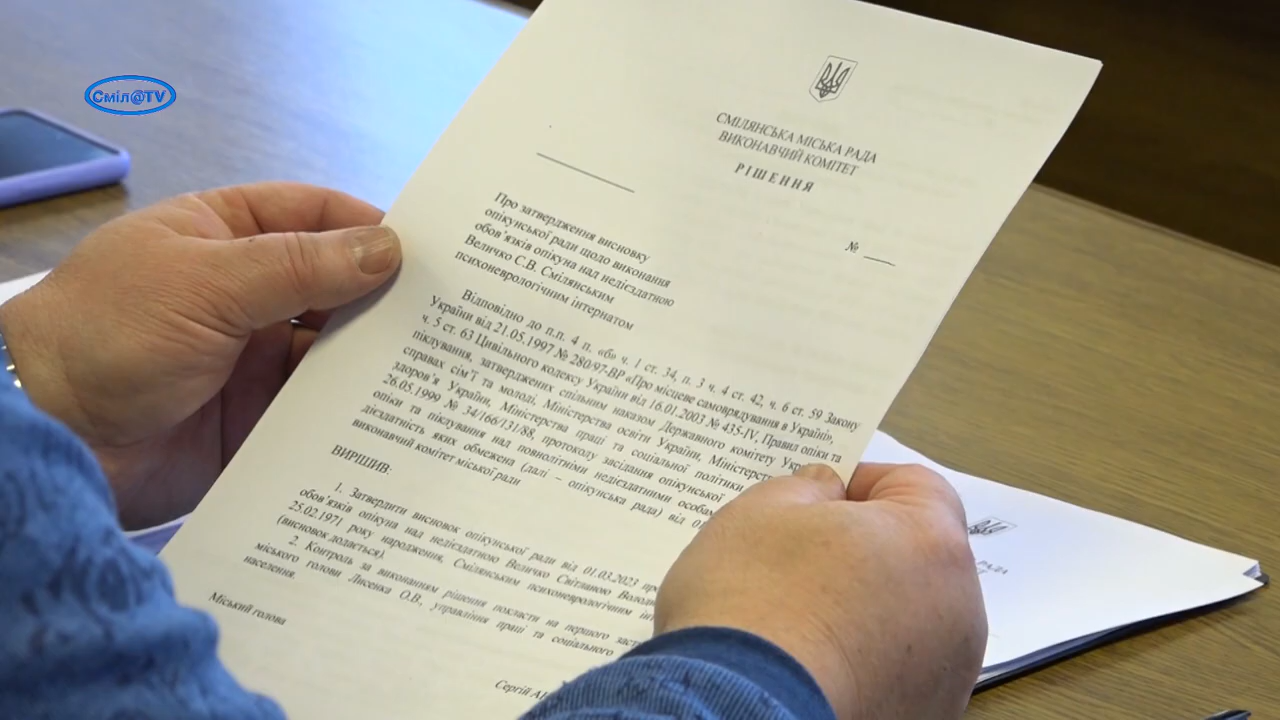 Сміл@TV
СМІЛЯНСЬКА МІСЬКА РАДА
ВИКОНАВЧИЙ КОМІТЕТ
РІШЕННЯ
№
Про затвердження висновку
опікунської ради щодо виконання
обов'язків опікуна над недієздатною
Величко С.В. Смілянським
психоневрологічним інтернатом
Відповідно до п.п. 4 п. «б» ч. 1 ст. 34, п. 3 ч. 4 ст. 42, ч. 6 ст. 59 Закону
України від 21.05.1997 № 280/97-ВР «Про місцеве самоврядування в Україні»,
ч. 5 ст. 63 Цивільного кодексу України від 16.01.2003 № 435-IV, Правил опіки та
піклування, затверджених спільним наказом Державного комітету
справах сім'ї та молоді, Міністерства освіти України,
здоров'я України, Міністерства праці та соціальної політики
26.05.1999 № 34/166/131/88, протоколу засідання опікунської
опіки та піклування над повнолітніми недієздатними
дієздатність яких обмежена (далі – опікунська рада) від
виконавчий комітет міської ради
ВИРІШИВ:
1. Затвердити висновок опікунської ради від 01.03.2023
обов'язків опікуна над недієздатною Величко Світланою
25.02.1971 року народження, Смілянським психоневрологічним
(висновок додається).
2. Контроль за виконанням рішення покласти на першого
міського голови Лисенка О.В., управління праці та соціального
населення.
Міський голова
Сергій
РАДА